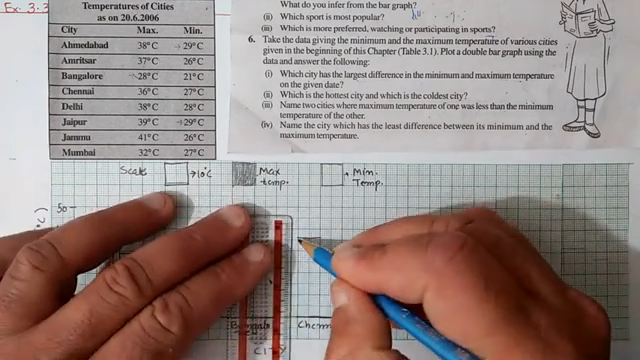 Ex. 3.3
Temperatures of Cities
as on 20.6.2006
City Max. Min.
Ahmedabad 38°C 29°C
Amritsar 37°C 26°C
Bangalore 28°C 21°C
Chennai 36°C 27°C
Delhi 38°C 28°C
Jaipur 39°C 29°C
Jammu 41°C 26°C
Mumbai 32°C 27°C
What do you infer from the bar graph?
(ii) Which sport is most popular?
(iii) Which is more preferred, watching or participating in sports?
6. Take the data giving the minimum and the maximum temperature of various cities
given in the beginning of this Chapter (Table 3.1). Plot a double bar graph using the
data and answer the following:
(i) Which city has the largest difference in the minimum and maximum temperature
on the given date?
(ii) Which is the hottest city and which is the coldest city?
(iii) Name two cities where maximum temperature of one was less than the minimum
temperature of the other.
(iv) Name the city which has the least difference between its minimum and the
maximum temperature.
Scale → 10°C
Max
temp.
Min.
Temp.
50
City